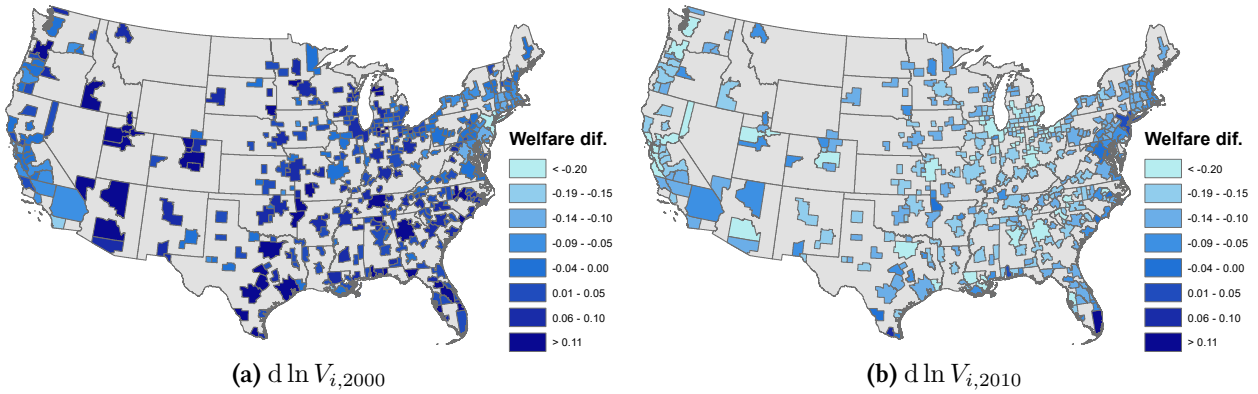 Welfare dif.
< -0.20
-0.19 - -0.15
-0.14 - -0.10
-0.09 - -0.05
-0.04 - 0.00
0.01 - 0.05
0.06 - 0.10
> 0.11
(a) d ln V_{i,2000}
Welfare dif.
< -0.20
-0.19 - -0.15
-0.14 - -0.10
-0.09 - -0.05
-0.04 - 0.00
0.01 - 0.05
0.06 - 0.10
> 0.11
(b) d ln V_{i,2010}